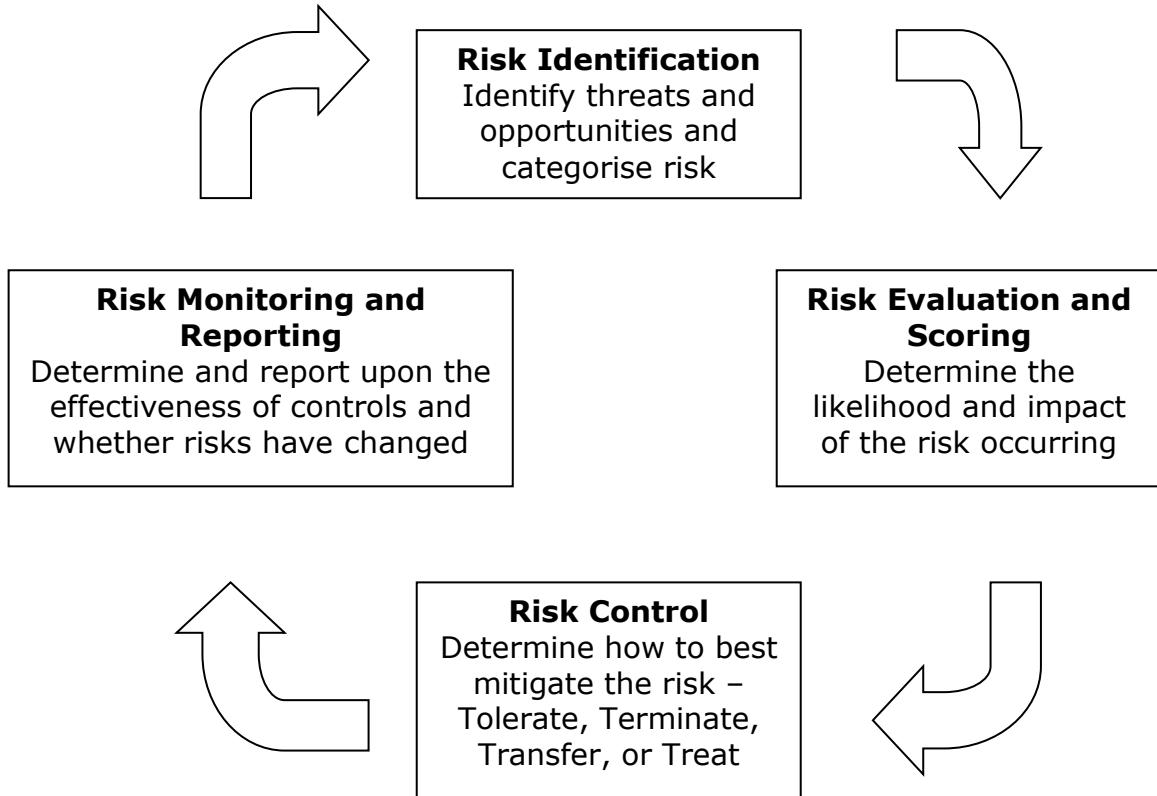 Risk Identification
Identify threats and
opportunities and
categorise risk
Risk Evaluation and
Scoring
Determine the
likelihood and impact
of the risk occurring
Risk Control
Determine how to best
mitigate the risk –
Tolerate, Terminate,
Transfer, or Treat
Risk Monitoring and
Reporting
Determine and report upon the
effectiveness of controls and
whether risks have changed